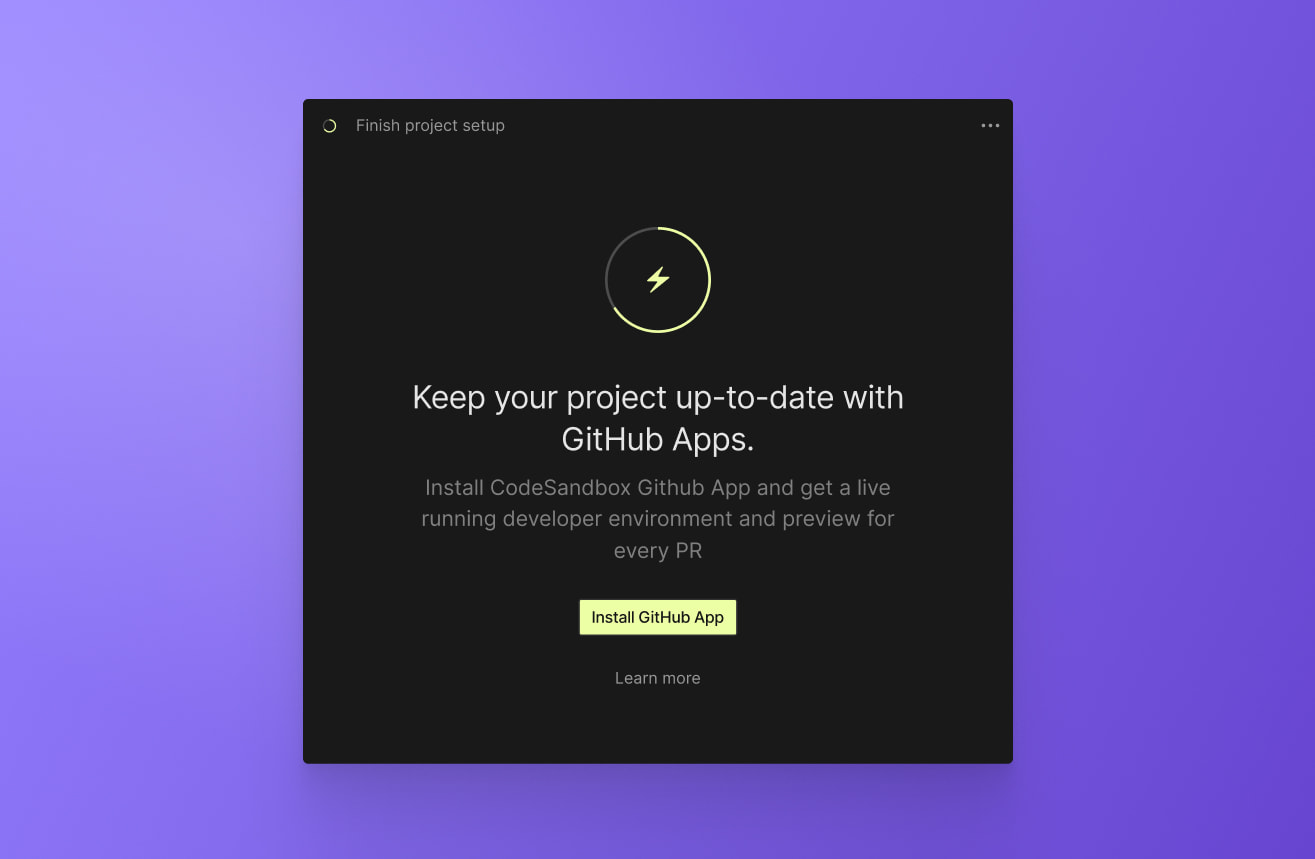 Finish project setup
Keep your project up-to-date with
GitHub Apps.
Install CodeSandbox Github App and get a live
running developer environment and preview for
every PR
Install GitHub App
Learn more